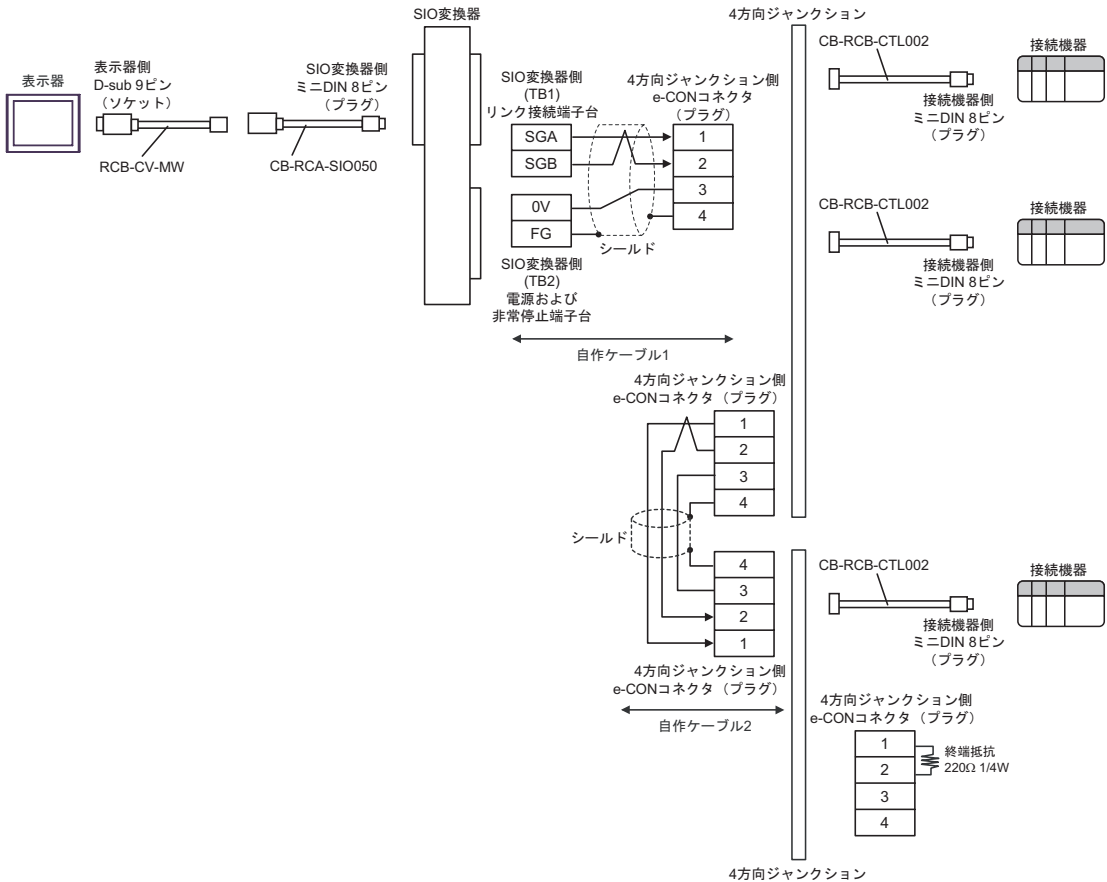 SIO変換器
4方向ジャンクション
表示器
表示器側
D-sub 9ピン
（ソケット）
RCB-CV-MW
SIO変換器側
ミニDIN 8ピン
（プラグ）
CB-RCA-SIO050
SIO変換器側
(TB1)
リンク接続端子台
SGA
SGB
0V
FG
SIO変換器側
(TB2)
電源および
非常停止端子台
シールド
4方向ジャンクション側
e-CONコネクタ
（プラグ）
1
2
3
4
自作ケーブル1
CB-RCB-CTL002
接続機器側
ミニDIN 8ピン
（プラグ）
接続機器
CB-RCB-CTL002
接続機器側
ミニDIN 8ピン
（プラグ）
接続機器
4方向ジャンクション側
e-CONコネクタ（プラグ）
1
2
3
4
シールド
4
3
2
1
4方向ジャンクション側
e-CONコネクタ（プラグ）
自作ケーブル2
CB-RCB-CTL002
接続機器側
ミニDIN 8ピン
（プラグ）
接続機器
4方向ジャンクション側
e-CONコネクタ（プラグ）
1
2
3
4
終端抵抗
220Ω 1/4W
4方向ジャンクション